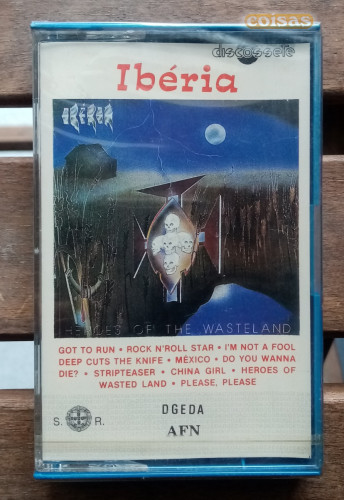 coisas!
discossete
Ibéria
IBÉRIA
HEROES OF THE WASTELAND
GOT TO RUN • ROCK N'ROLL STAR • I'M NOT A FOOL
DEEP CUTS THE KNIFE • MÉXICO • DO YOU WANNA
DIE? • STRIPTEASER • CHINA GIRL • HEROES OF
WASTED LAND • PLEASE, PLEASE
S. R.
DGEDA
AFN